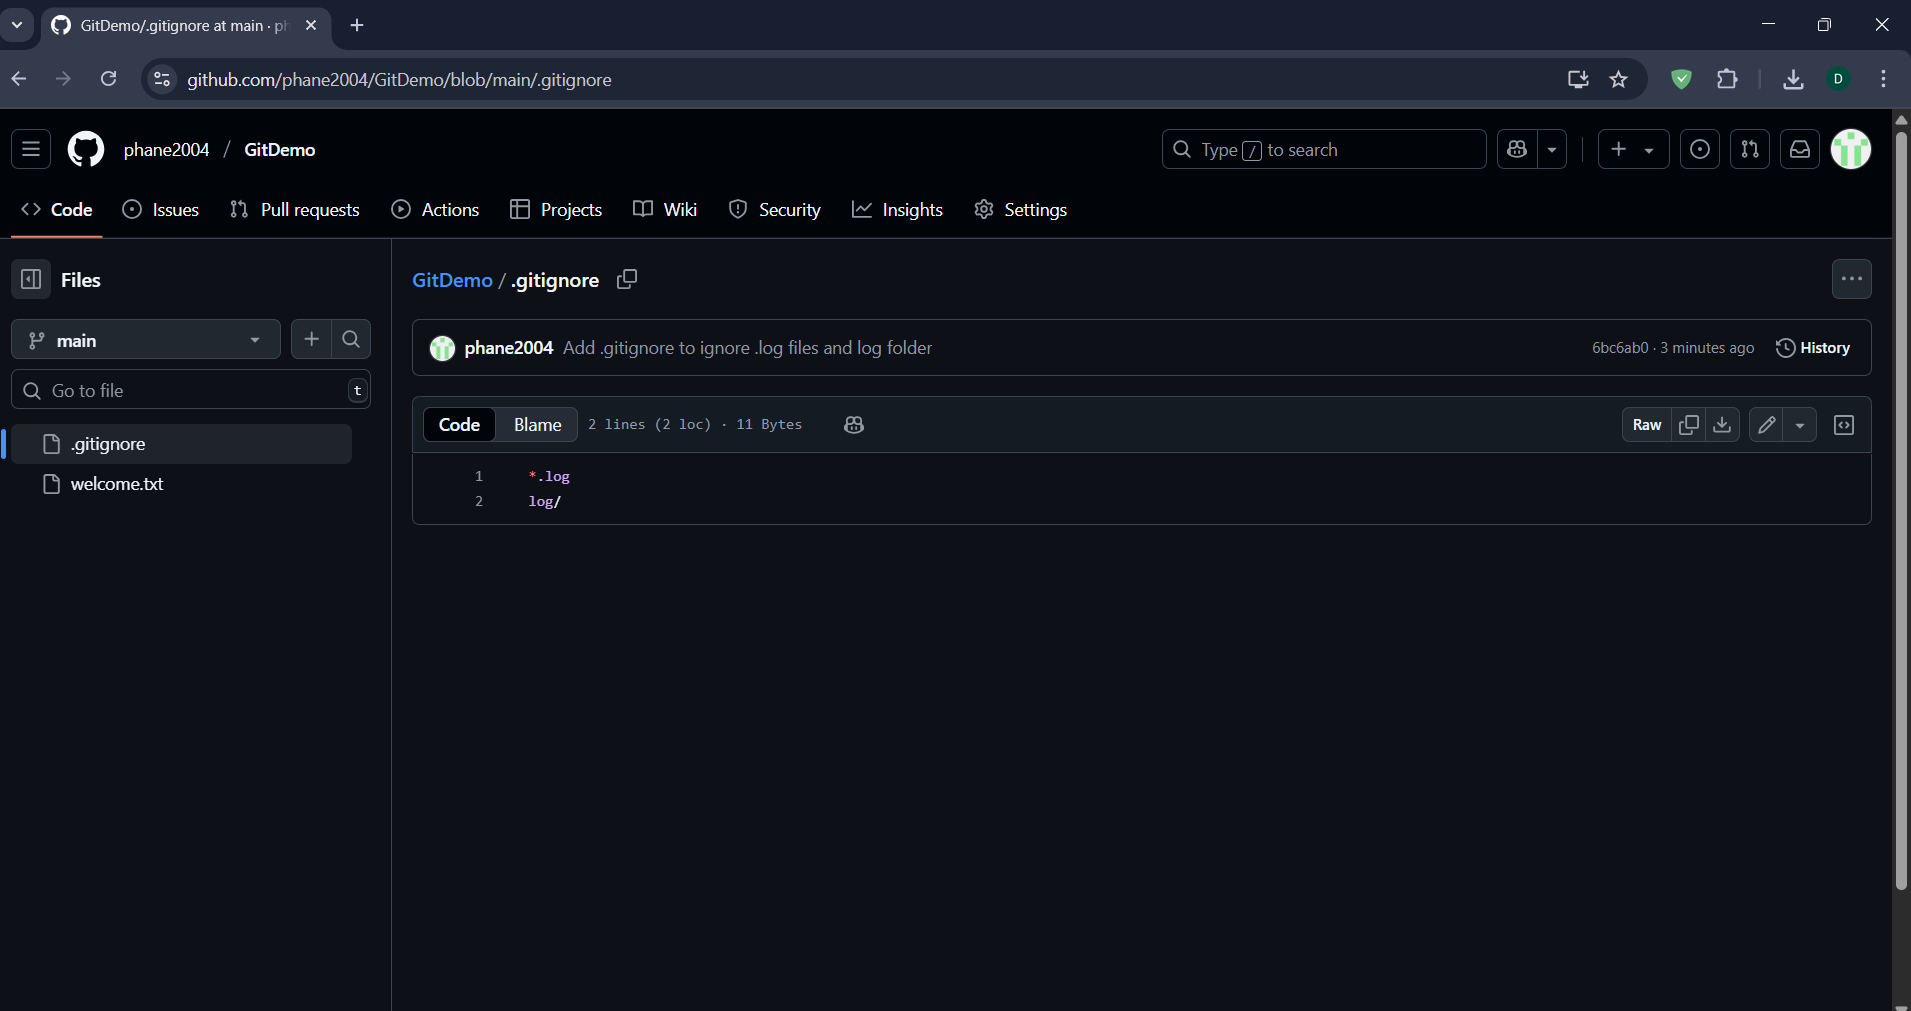 GitDemo/.gitignore at main · ph
github.com/phane2004/GitDemo/blob/main/.gitignore
D
phane2004 / GitDemo
Type / to search
Code Issues Pull requests Actions Projects Wiki Security Insights Settings
Files
GitDemo / .gitignore
main
phane2004 Add .gitignore to ignore .log files and log folder
6bc6ab0 · 3 minutes ago History
Go to file t
Code Blame 2 lines (2 loc) · 11 Bytes
Raw
.gitignore
welcome.txt
1 *.log
2 log/